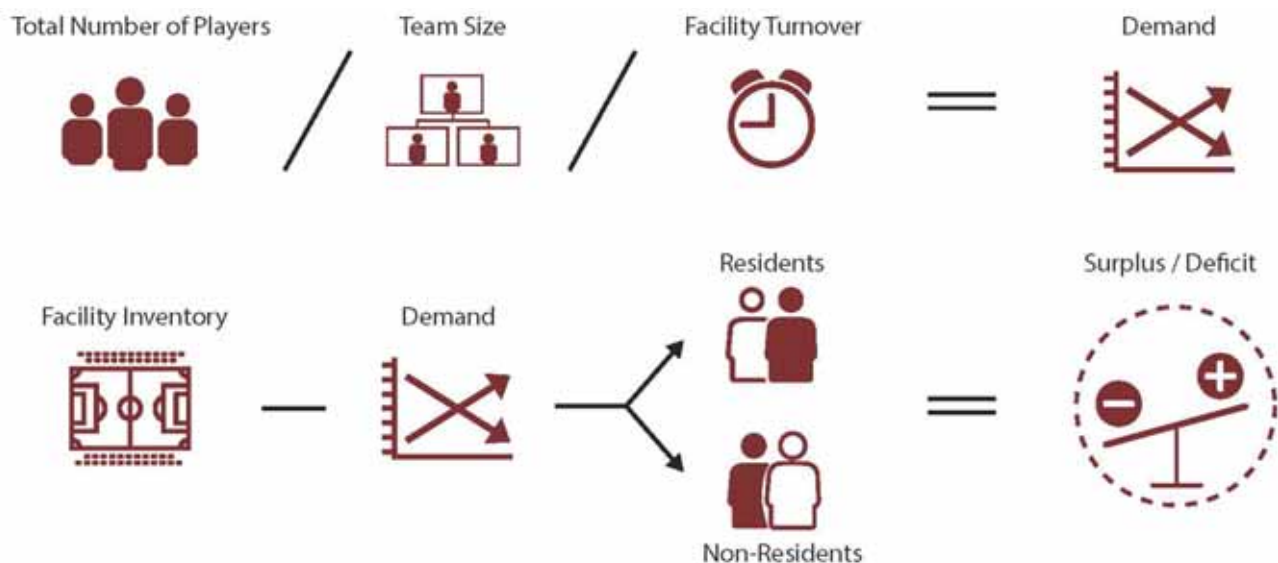 Total Number of Players
Team Size
Facility Turnover
Demand
Residents
Surplus / Deficit
Facility Inventory
Demand
Non-Residents